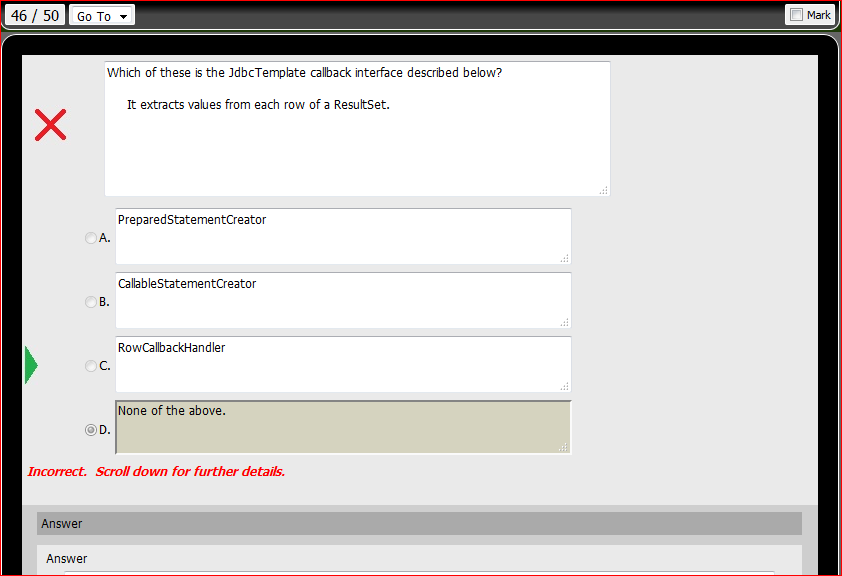 46 / 50 Go To Mark
Which of these is the JdbcTemplate callback interface described below?
It extracts values from each row of a ResultSet.
A. PreparedStatementCreator
B. CallableStatementCreator
C. RowCallbackHandler
D. None of the above.
Incorrect. Scroll down for further details.
Answer
Answer